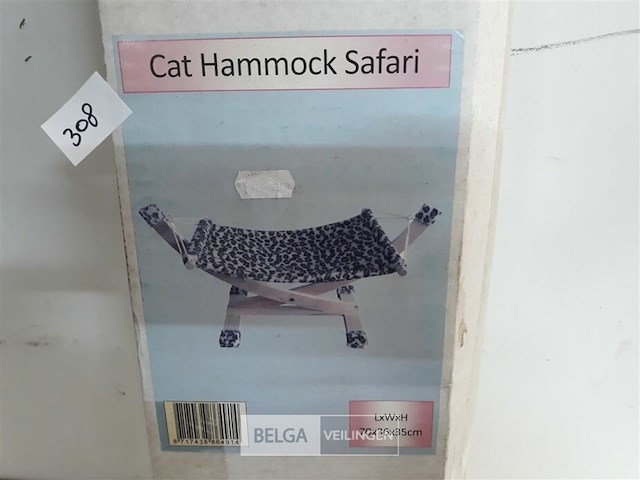 Cat Hammock Safari
308
LxWxH
70x36x35cm
BELGA VEILINGEN